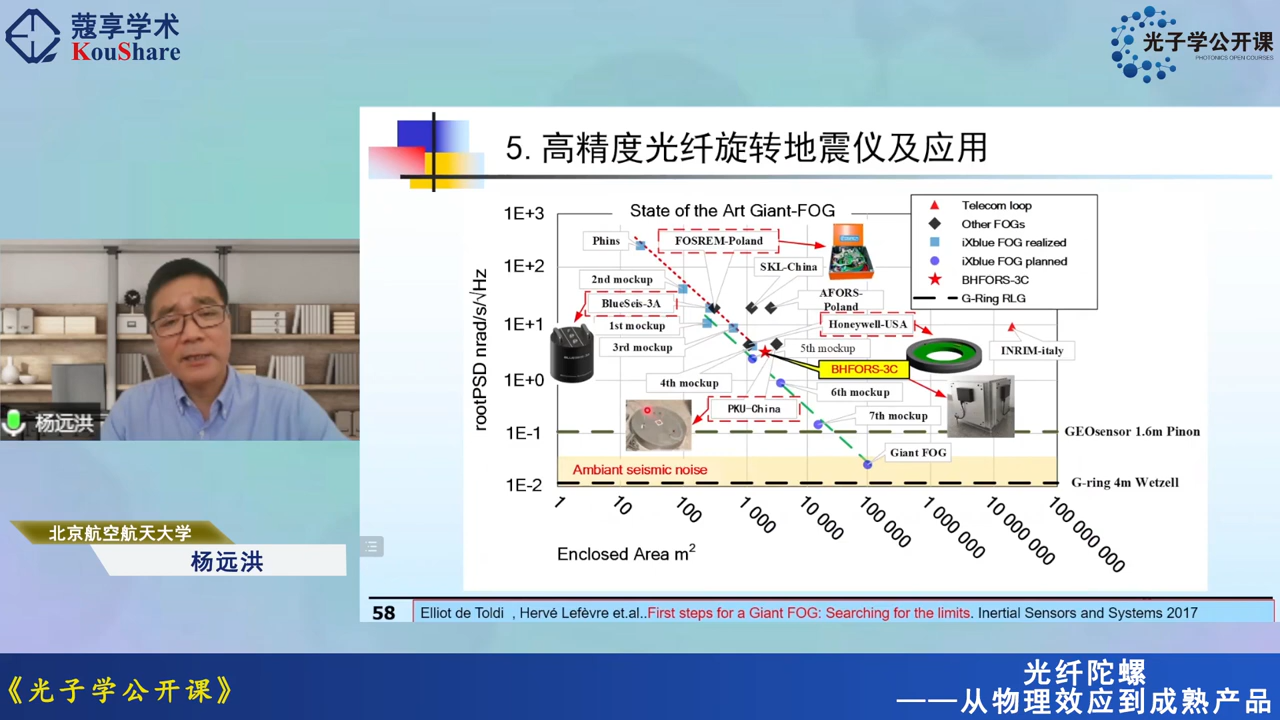 蔻享学术
KouShare
光子学公开课
PHOTONICS OPEN COURSES
5. 高精度光纤旋转地震仪及应用
State of the Art Giant-FOG
rootPSD nrad/s/√Hz
1E+3
1E+2
1E+1
1E+0
1E-1
1E-2
Telecom loop
Other FOGs
iXblue FOG realized
iXblue FOG planned
BHFORS-3C
G-Ring RLG
Phins
FOSREM-Poland
SKL-China
2nd mockup
AFORS-
Poland
BlueSeis-3A
1st mockup
Honeywell-USA
3rd mockup
5th mockup
INRIM-italy
BHFORS-3C
4th mockup
6th mockup
PKU-China
7th mockup
GEOsensor 1.6m Pinon
Giant FOG
Ambiant seismic noise
G-ring 4m Wetzell
1
10
100
1 000
10 000
100 000
1 000 000
10 000 000
100 000 000
Enclosed Area m²
58
Elliot de Toldi , Hervé Lefèvre et.al..First steps for a Giant FOG: Searching for the limits. Inertial Sensors and Systems 2017
杨远洪
北京航空航天大学
杨远洪
《光子学公开课》
光纤陀螺
——从物理效应到成熟产品